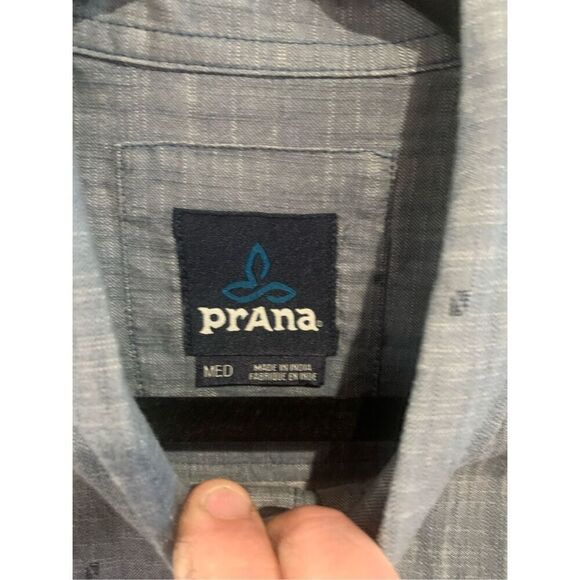 prAna
MED
MADE IN INDIA
FABRIQUE EN INDE